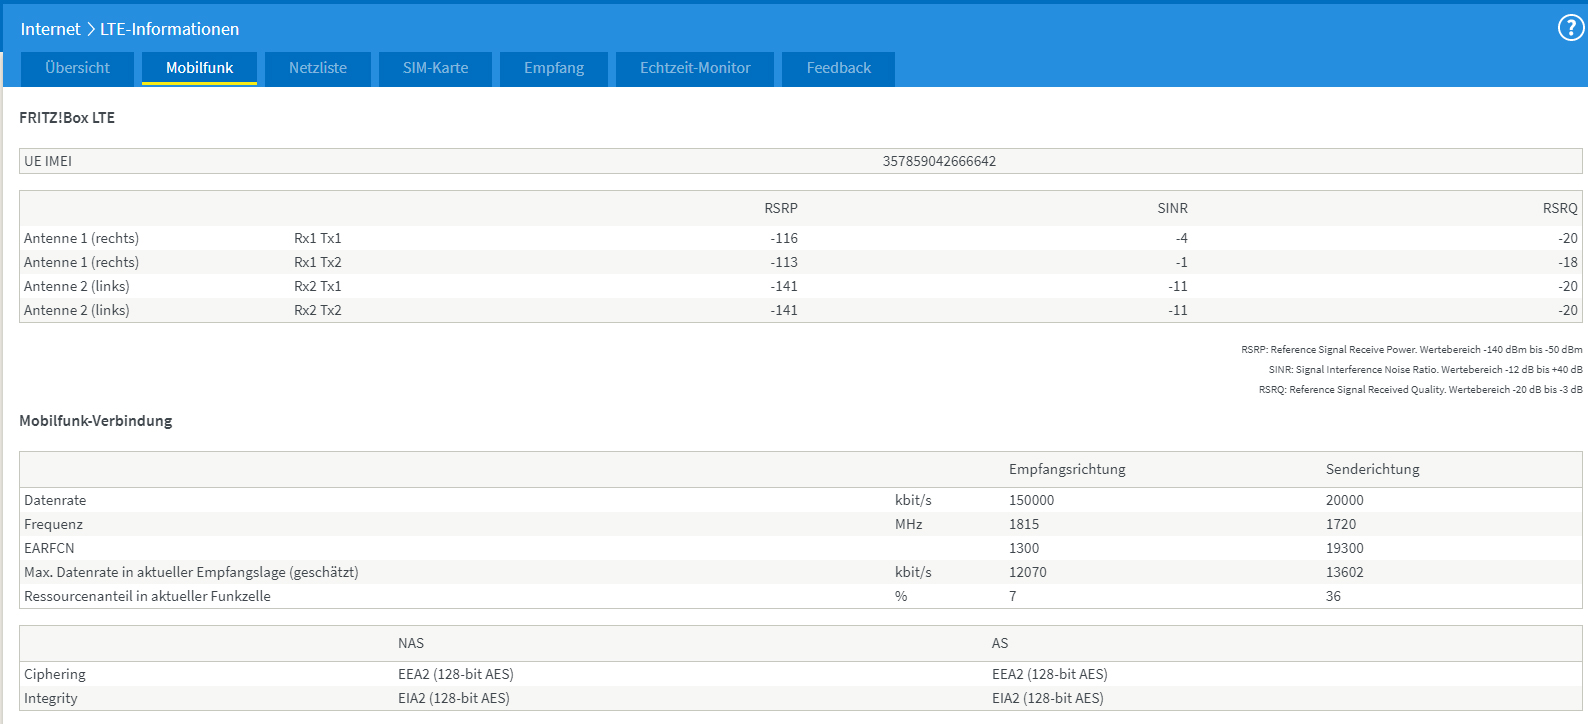 Internet > LTE-Informationen ?
Übersicht Mobilfunk Netzliste SIM-Karte Empfang Echtzeit-Monitor Feedback
FRITZ!Box LTE
UE IMEI 357859042666642
RSRP SINR RSRQ
Antenne 1 (rechts) Rx1 Tx1 -116 -4 -20
Antenne 1 (rechts) Rx1 Tx2 -113 -1 -18
Antenne 2 (links) Rx2 Tx1 -141 -11 -20
Antenne 2 (links) Rx2 Tx2 -141 -11 -20
RSRP: Reference Signal Receive Power. Wertebereich -140 dBm bis -50 dBm
SINR: Signal Interference Noise Ratio. Wertebereich -12 dB bis +40 dB
RSRQ: Reference Signal Received Quality. Wertebereich -20 dB bis -3 dB
Mobilfunk-Verbindung
Empfangsrichtung Senderichtung
Datenrate kbit/s 150000 20000
Frequenz MHz 1815 1720
EARFCN 1300 19300
Max. Datenrate in aktueller Empfangslage (geschätzt) kbit/s 12070 13602
Ressourcenanteil in aktueller Funkzelle % 7 36
NAS AS
Ciphering EEA2 (128-bit AES) EEA2 (128-bit AES)
Integrity EIA2 (128-bit AES) EIA2 (128-bit AES)